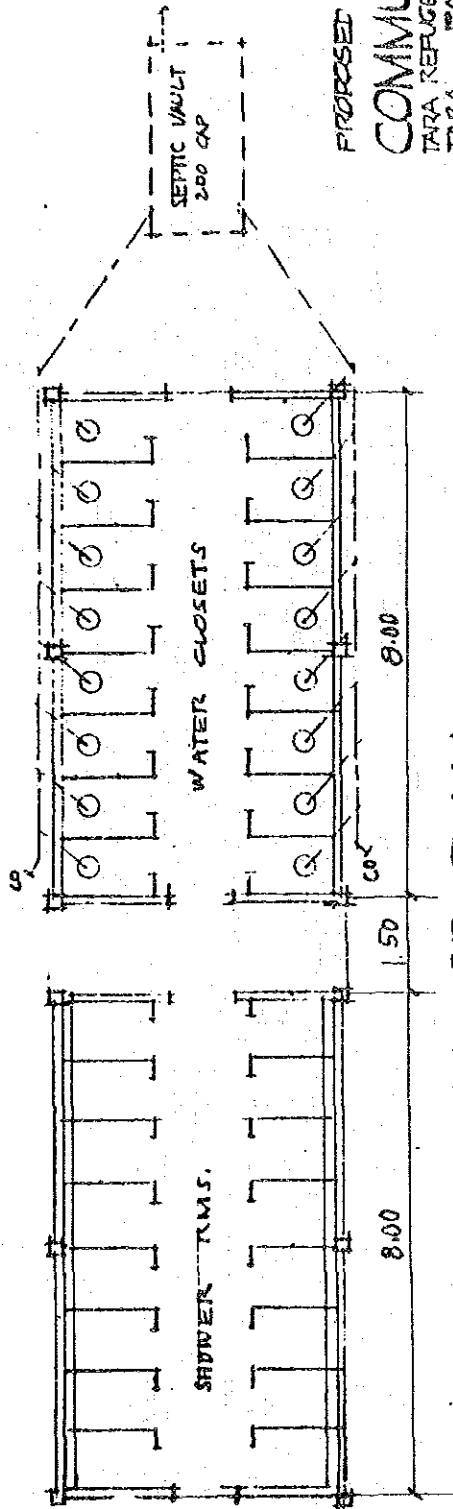 SEPTIC VAULT
200 CAP
PROPOSED
COMMU
TARA REFUGE
CO
WATER CLOSETS
CO
SHOWER RMS.
8.00
1.50
8.00